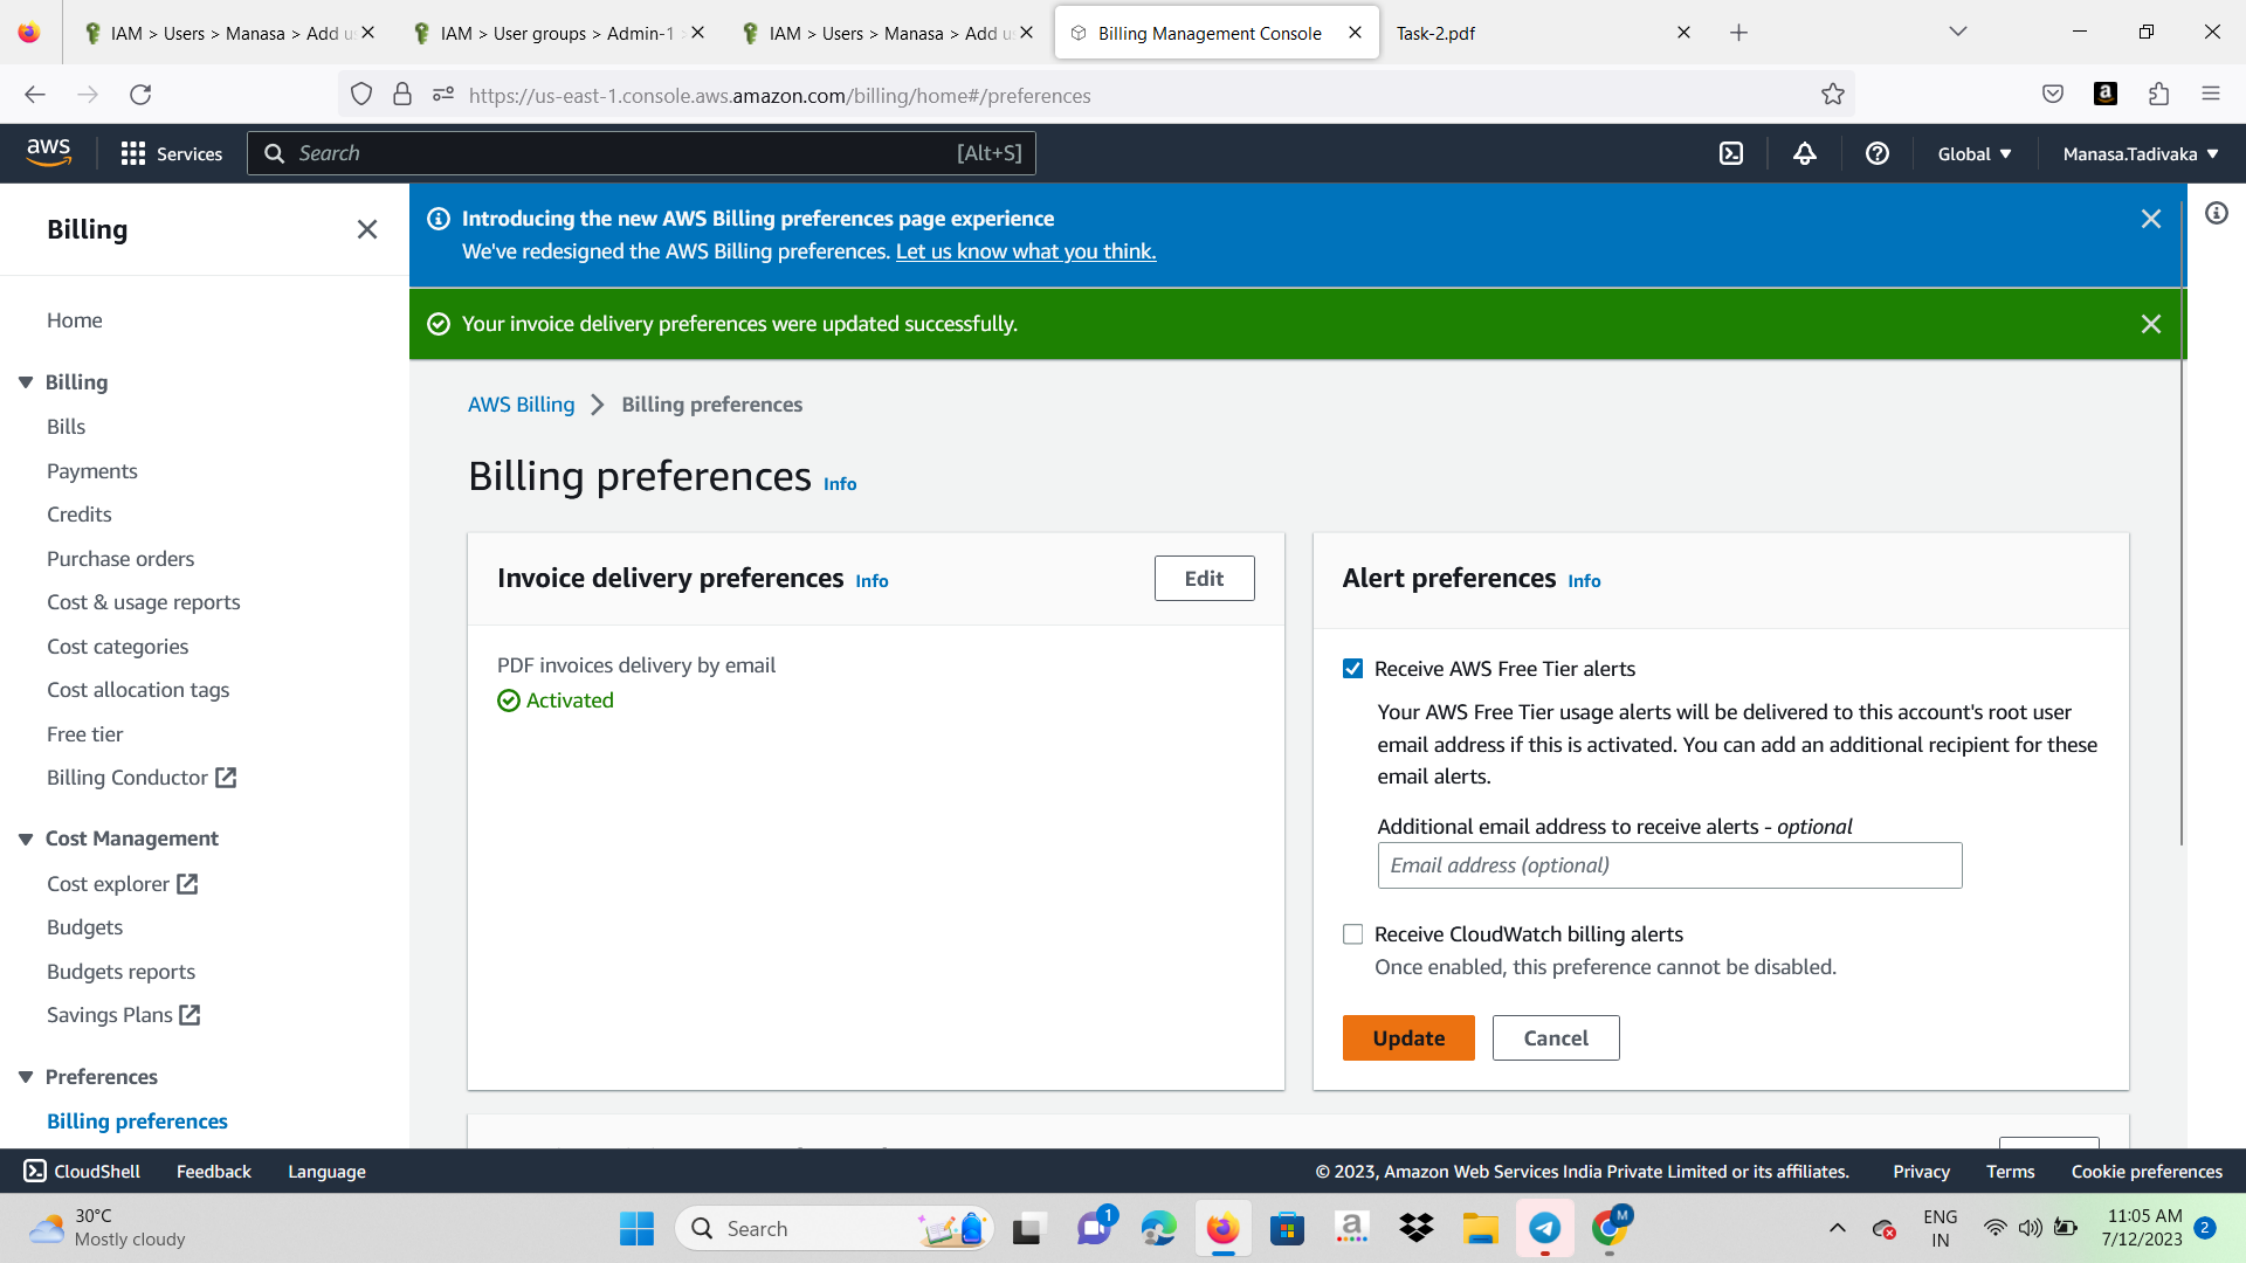 IAM > Users > Manasa > Add u
IAM > User groups > Admin-1
IAM > Users > Manasa > Add u
Billing Management Console
Task-2.pdf
https://us-east-1.console.aws.amazon.com/billing/home#/preferences
aws
Services
Search
[Alt+S]
Global
Manasa.Tadivaka
Billing
Home
Billing
Bills
Payments
Credits
Purchase orders
Cost & usage reports
Cost categories
Cost allocation tags
Free tier
Billing Conductor
Cost Management
Cost explorer
Budgets
Budgets reports
Savings Plans
Preferences
Billing preferences
Introducing the new AWS Billing preferences page experience
We've redesigned the AWS Billing preferences. Let us know what you think.
Your invoice delivery preferences were updated successfully.
AWS Billing > Billing preferences
Billing preferences Info
Invoice delivery preferences Info
Edit
PDF invoices delivery by email
Activated
Alert preferences Info
Receive AWS Free Tier alerts
Your AWS Free Tier usage alerts will be delivered to this account's root user
email address if this is activated. You can add an additional recipient for these
email alerts.
Additional email address to receive alerts - optional
Email address (optional)
Receive CloudWatch billing alerts
Once enabled, this preference cannot be disabled.
Update
Cancel
CloudShell
Feedback
Language
© 2023, Amazon Web Services India Private Limited or its affiliates.
Privacy
Terms
Cookie preferences
30°C
Mostly cloudy
Search
1
a
M
ENG
IN
11:05 AM
7/12/2023
2